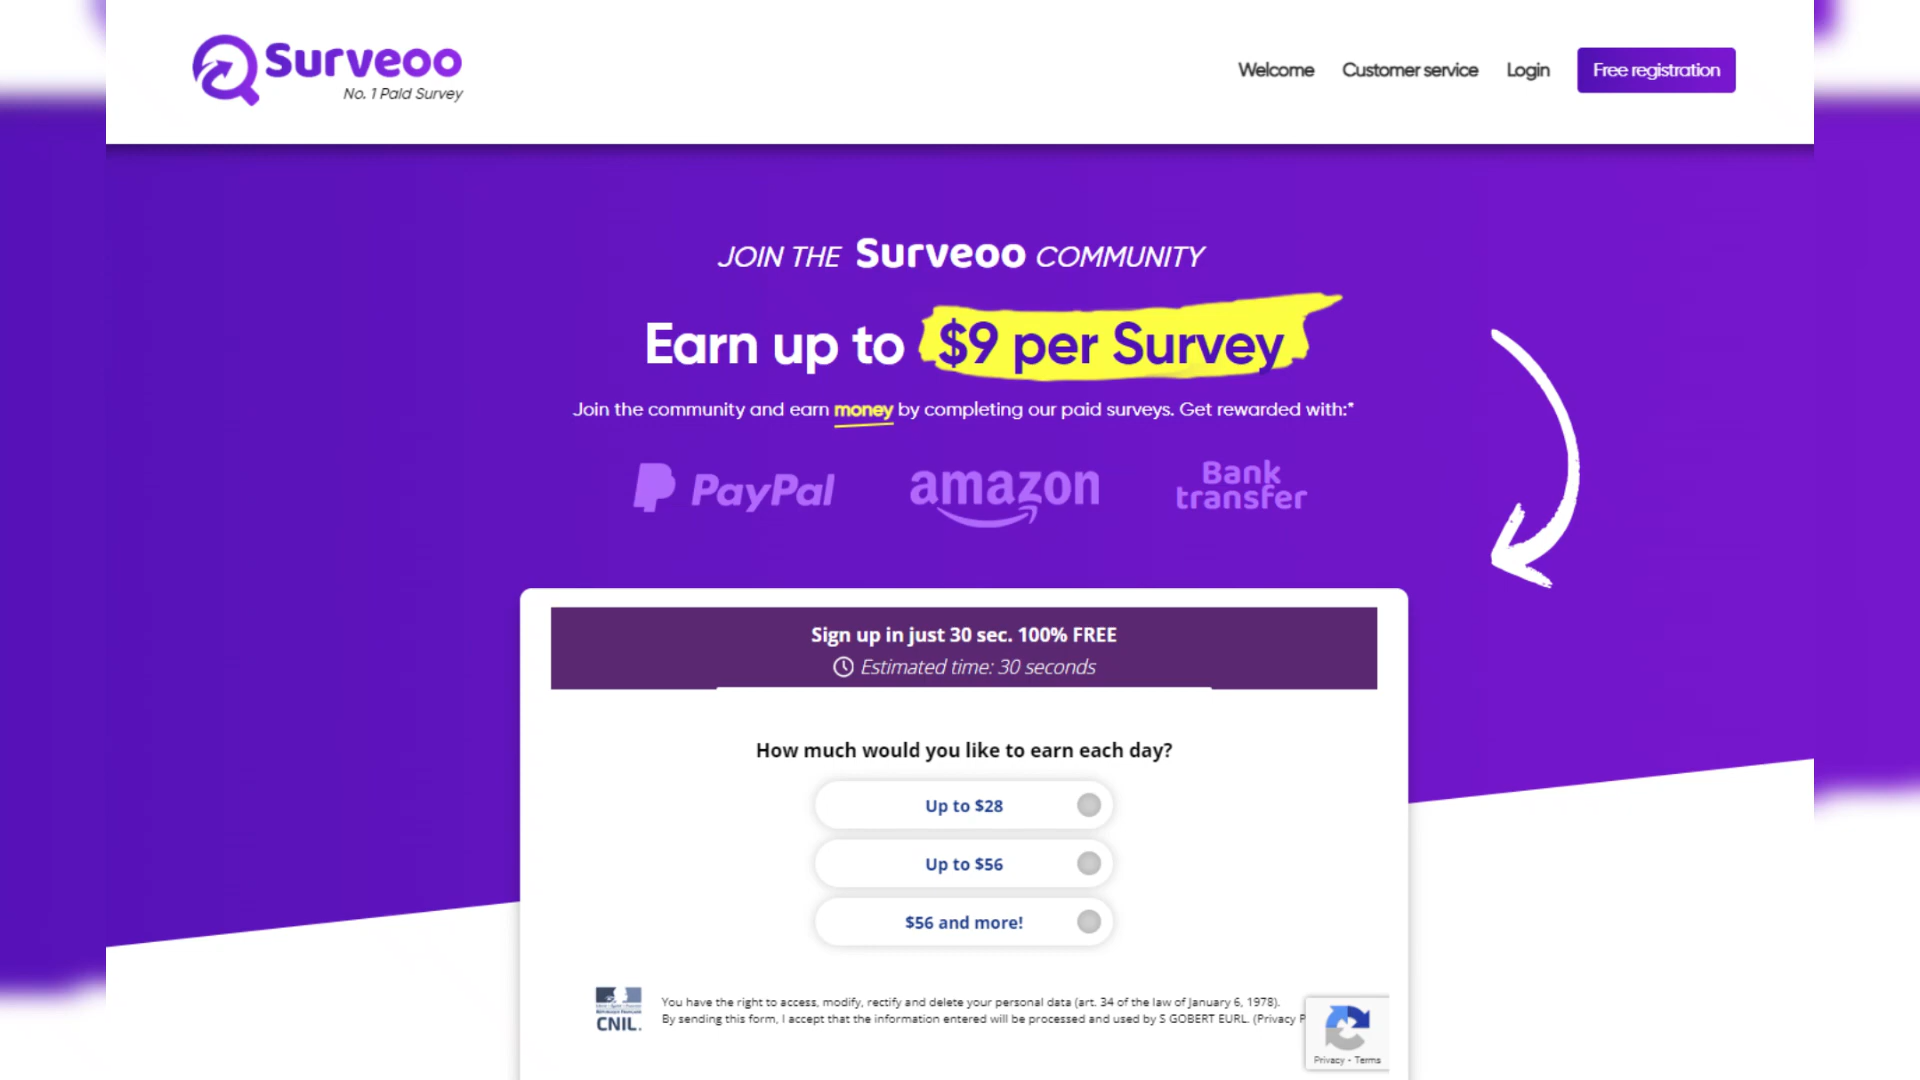 Surveoo
No. 1 Paid Survey
Welcome
Customer service
Login
Free registration
JOIN THE Surveoo COMMUNITY
Earn up to $9 per Survey
Join the community and earn money by completing our paid surveys. Get rewarded with:*
PayPal
amazon
Bank
transfer
Sign up in just 30 sec. 100% FREE
Estimated time: 30 seconds
How much would you like to earn each day?
Up to $28
Up to $56
$56 and more!
CNIL.
You have the right to access, modify, rectify and delete your personal data (art. 34 of the law of January 6, 1978).
By sending this form, I accept that the information entered will be processed and used by S GOBERT EURL. (Privacy P
Privacy - Terms